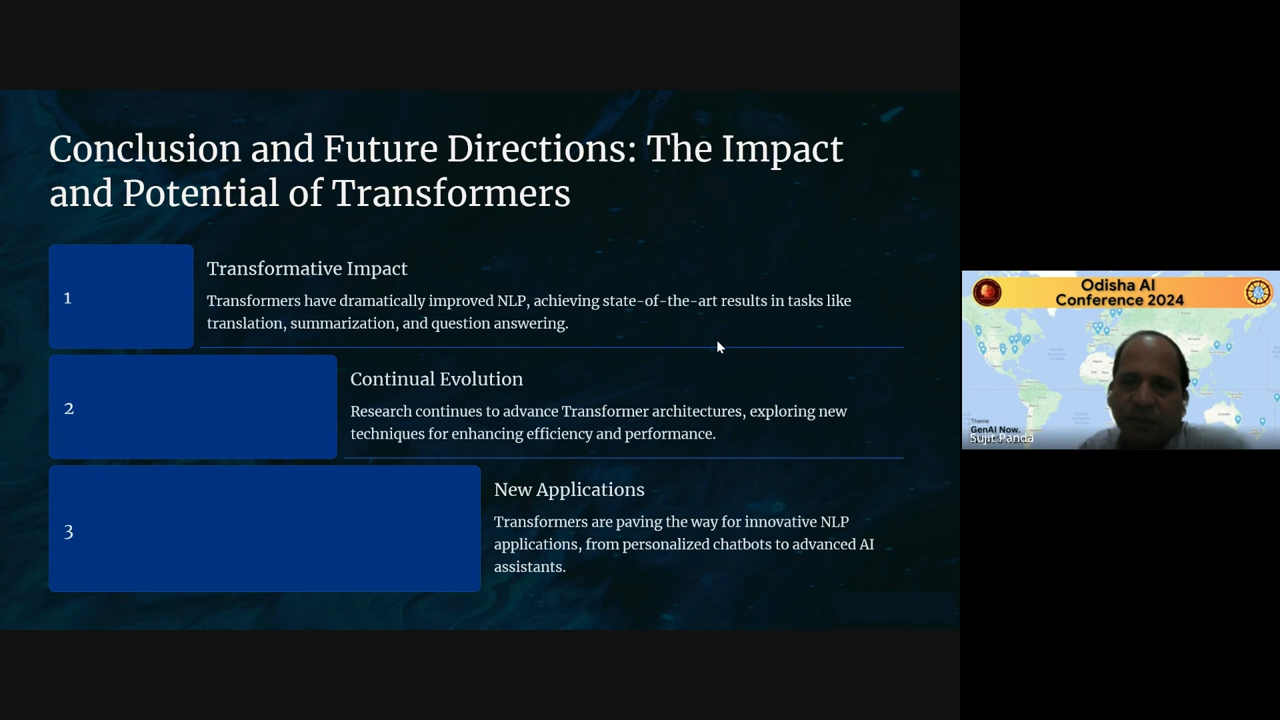 Conclusion and Future Directions: The Impact
and Potential of Transformers
1
Transformative Impact
Transformers have dramatically improved NLP, achieving state-of-the-art results in tasks like
translation, summarization, and question answering.
2
Continual Evolution
Research continues to advance Transformer architectures, exploring new
techniques for enhancing efficiency and performance.
3
New Applications
Transformers are paving the way for innovative NLP
applications, from personalized chatbots to advanced AI
assistants.
Odisha AI
Conference 2024
Theme
GenAI Now.
Sujit Panda